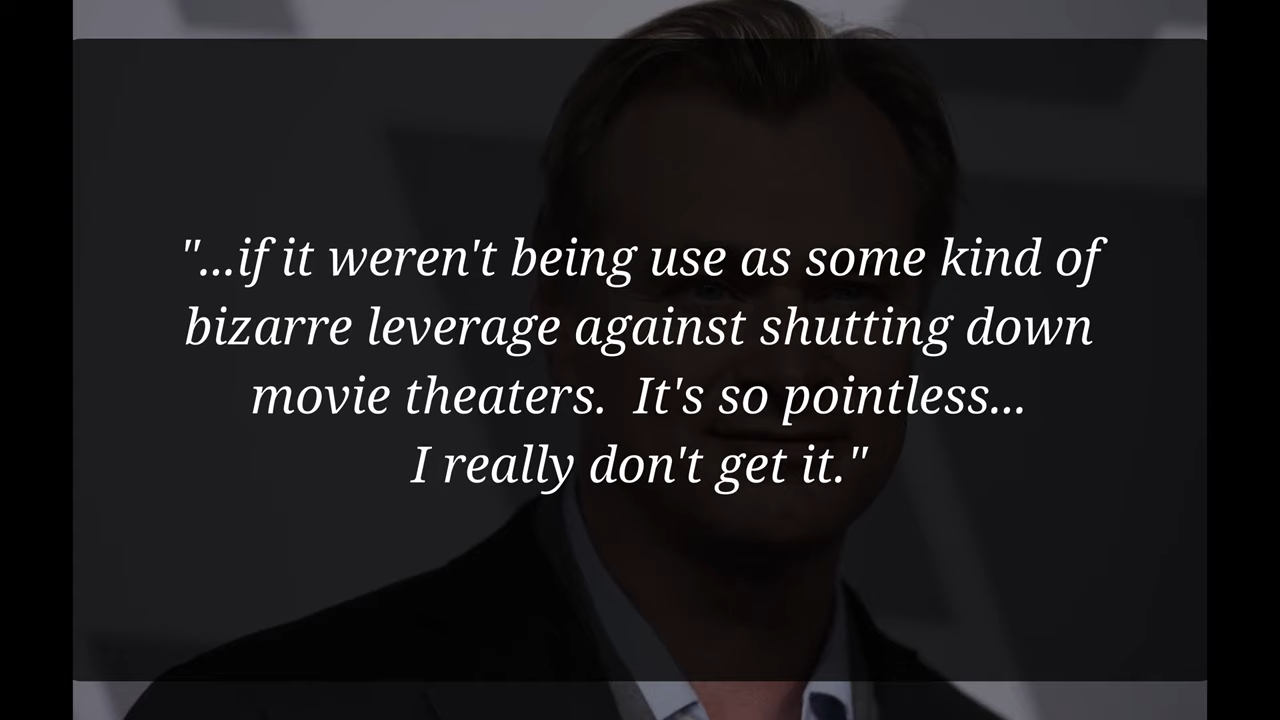 "...if it weren't being use as some kind of
bizarre leverage against shutting down
movie theaters.  It's so pointless...
I really don't get it."